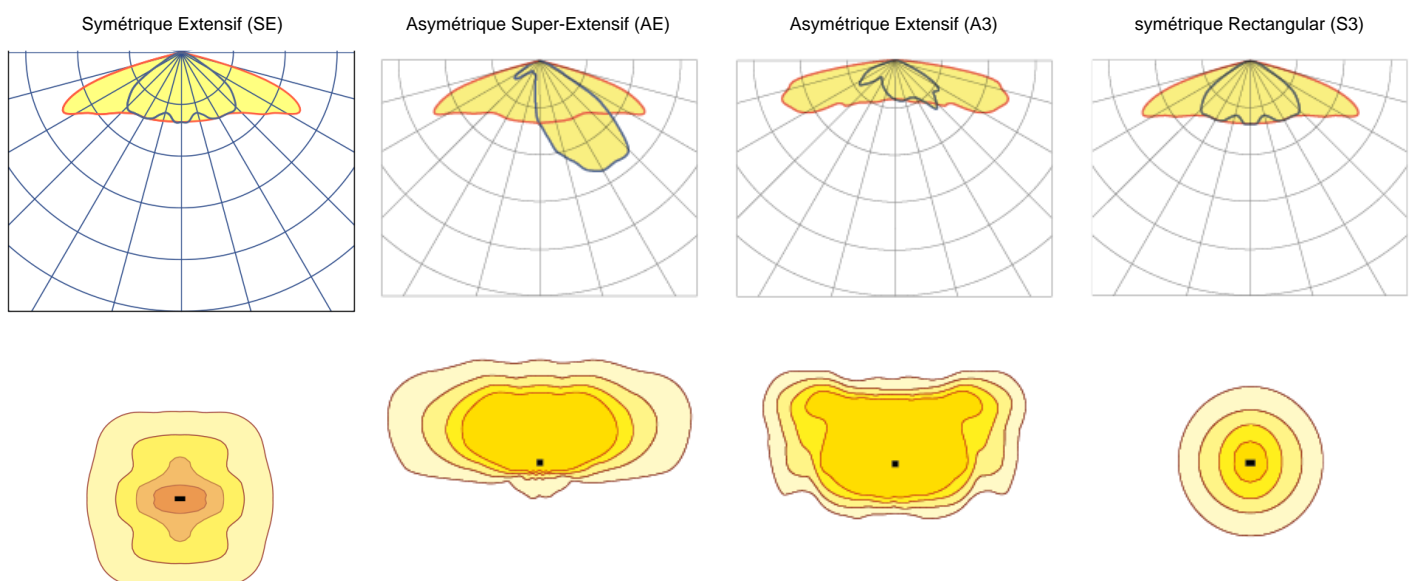 Symétrique Extensif (SE)
Asymétrique Super-Extensif (AE)
Asymétrique Extensif (A3)
symétrique Rectangular (S3)